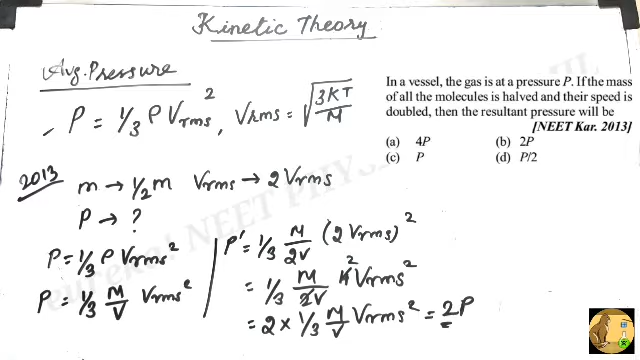 Kinetic Theory
Avg. Pressure
P = 1/3 ρ Vrms², Vrms = √(3KT/M)
In a vessel, the gas is at a pressure P. If the mass
of all the molecules is halved and their speed is
doubled, then the resultant pressure will be
[NEET Kar. 2013]
(a) 4P (b) 2P
(c) P (d) P/2
2013 m → 1/2 m Vrms → 2 Vrms
P → ?
P = 1/3 ρ Vrms²
P = 1/3 M/V Vrms²
P' = 1/3 M/2V (2 Vrms)²
= 1/3 M/2V 4² Vrms²
= 2 × 1/3 M/V Vrms² = 2P